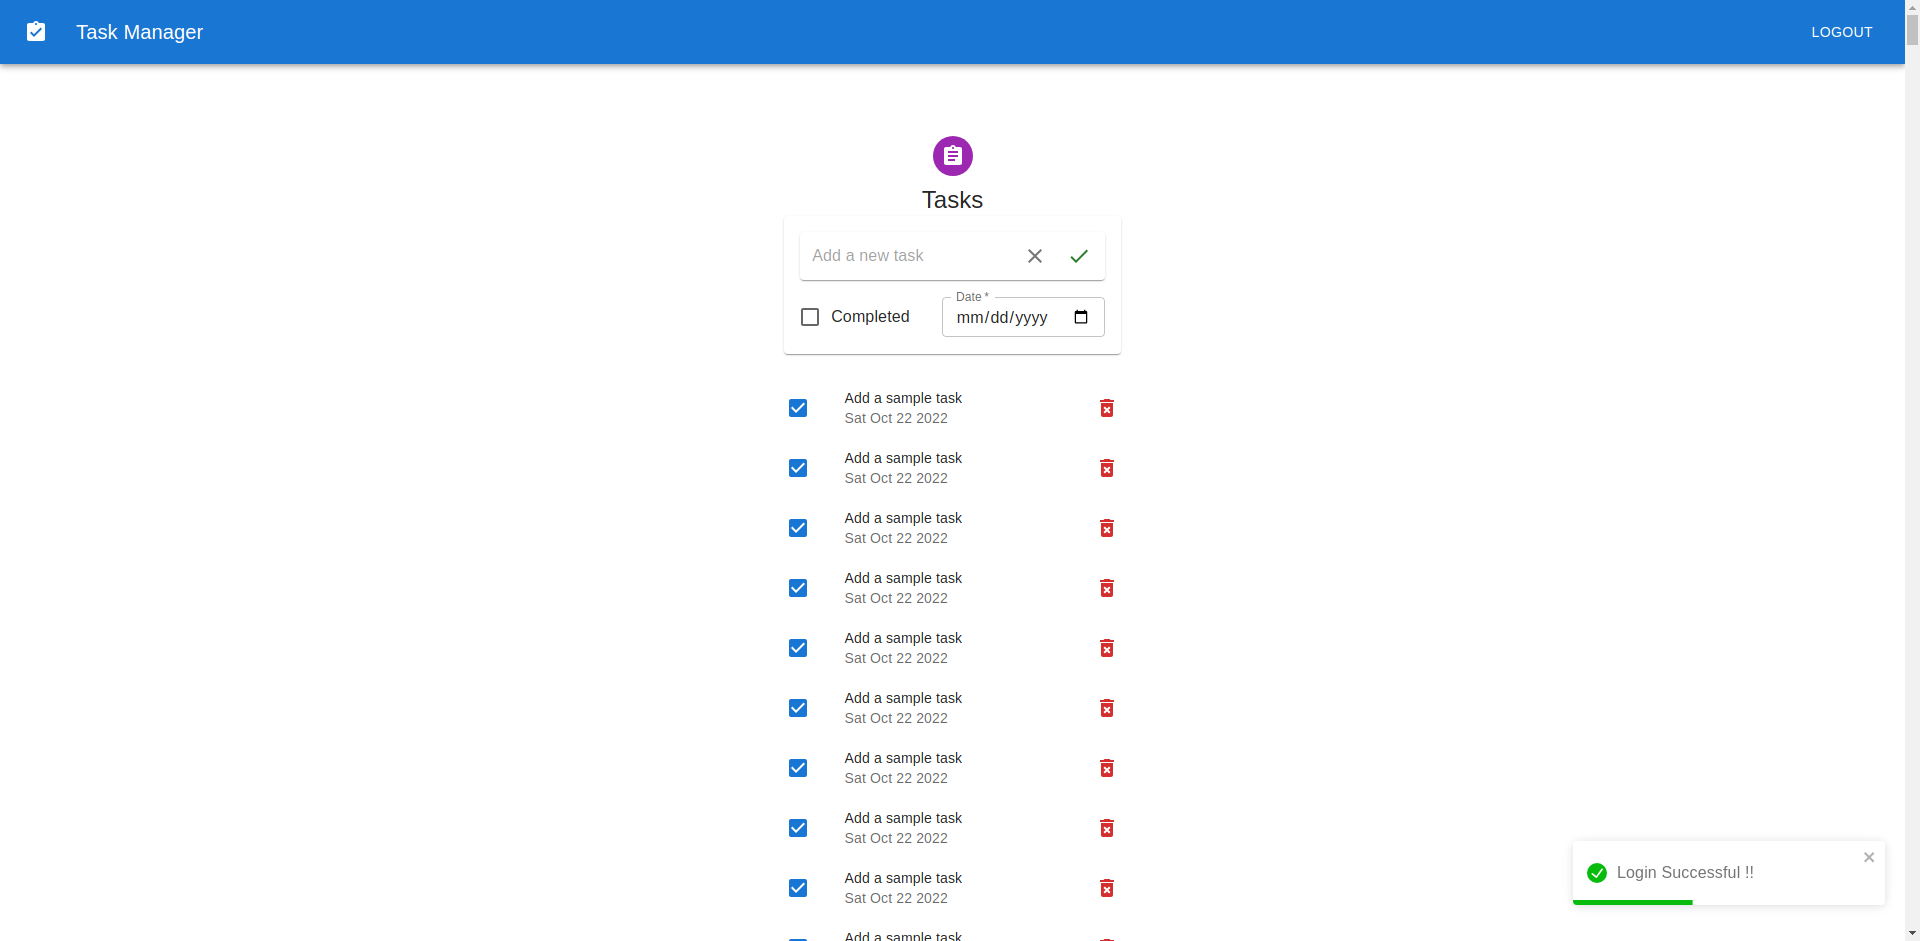 Task Manager
LOGOUT
Tasks
Add a new task
Date *
Completed
mm/dd/yyyy
Add a sample task
Sat Oct 22 2022
Add a sample task
Sat Oct 22 2022
Add a sample task
Sat Oct 22 2022
Add a sample task
Sat Oct 22 2022
Add a sample task
Sat Oct 22 2022
Add a sample task
Sat Oct 22 2022
Add a sample task
Sat Oct 22 2022
Add a sample task
Sat Oct 22 2022
Add a sample task
Sat Oct 22 2022
Add a sample task
Login Successful !!